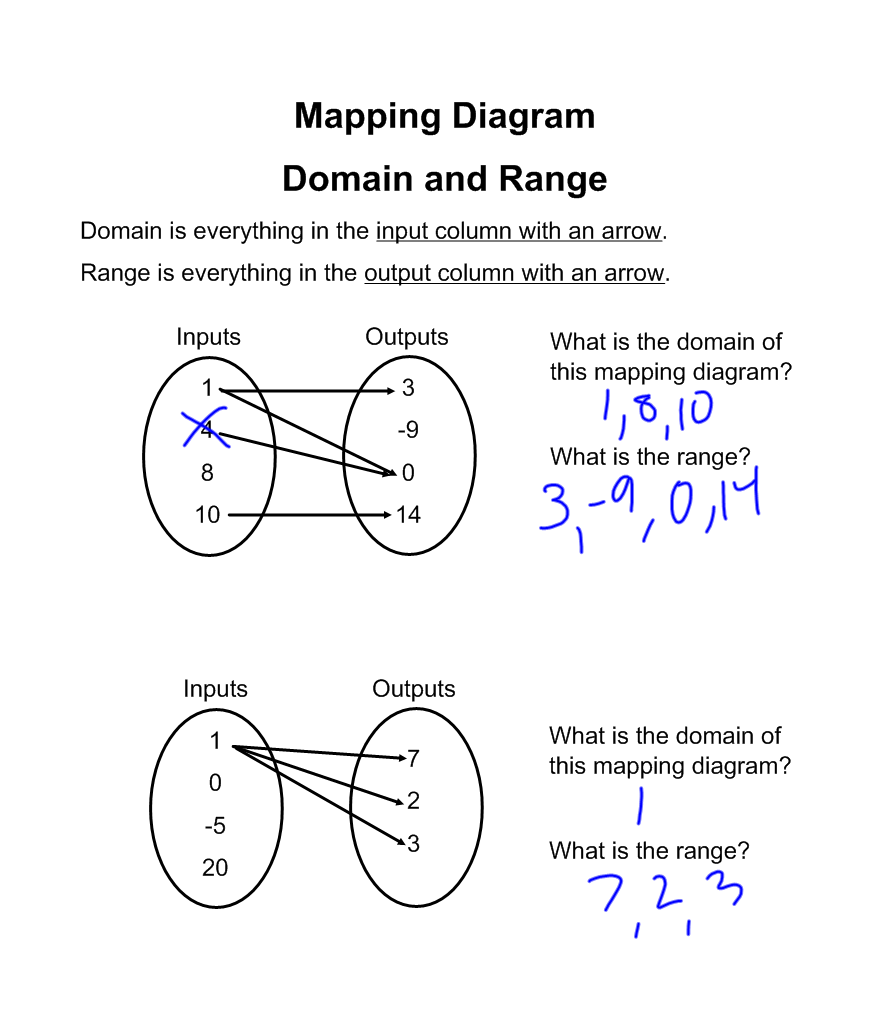 Mapping Diagram
Domain and Range
Domain is everything in the input column with an arrow.
Range is everything in the output column with an arrow.
Inputs
Outputs
1
4
8
10
3
-9
0
14
What is the domain of
this mapping diagram?
1, 8, 10
What is the range?
3, -9, 0, 14
Inputs
Outputs
1
0
-5
20
7
2
3
What is the domain of
this mapping diagram?
1
What is the range?
7, 2, 3